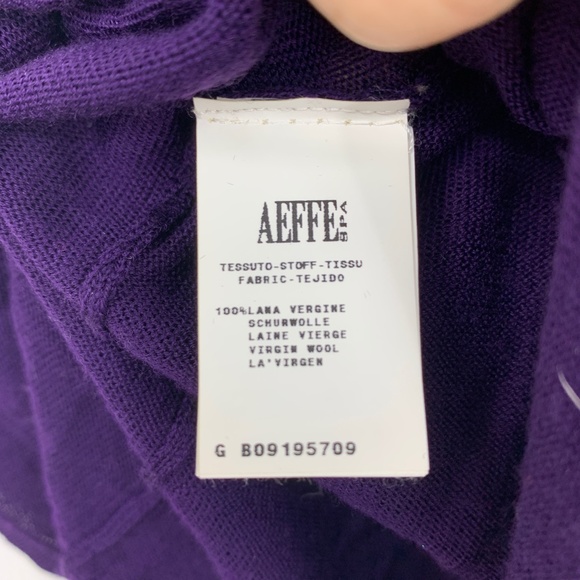 AEFFE SPA
TESSUTO-STOFF-TISSU
FABRIC-TEJIDO
100%LANA VERGINE
SCHURWOLLE
LAINE VIERGE
VIRGIN WOOL
LA'VIRGEN
G B09195709